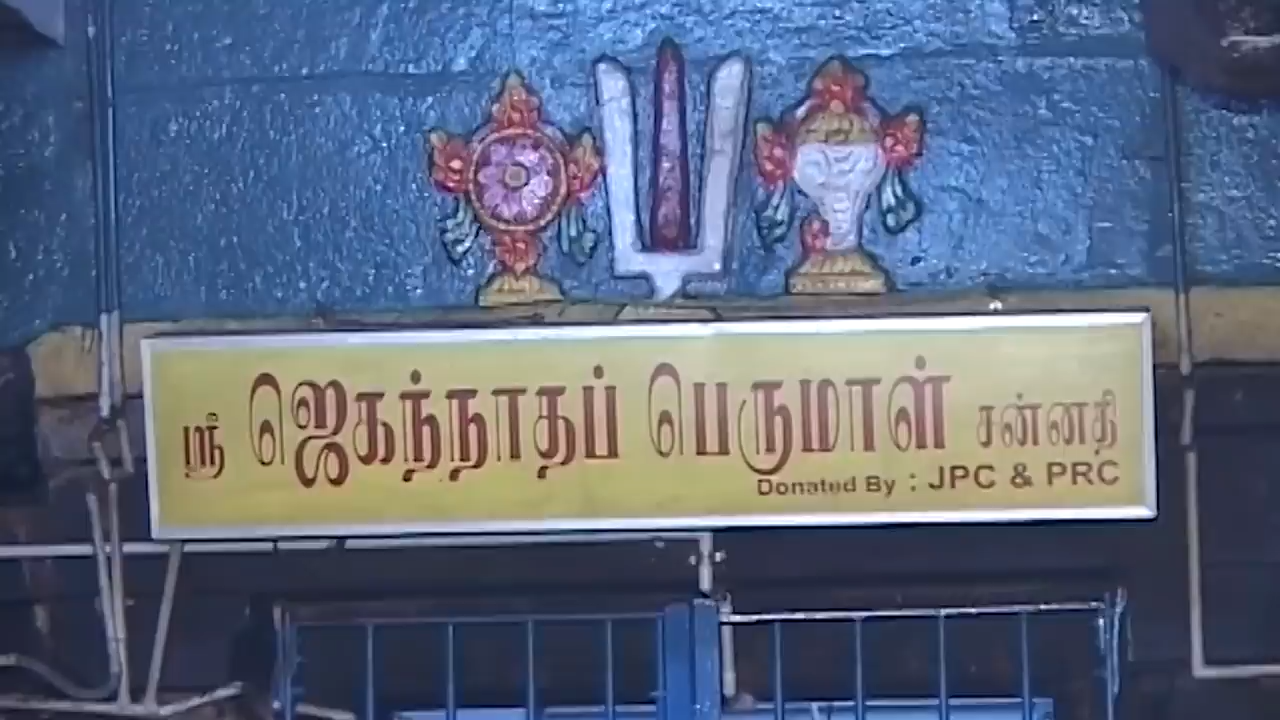 ஸ்ரீ ஜெகந்நாதப் பெருமாள் சன்னதி
Donated By : JPC & PRC